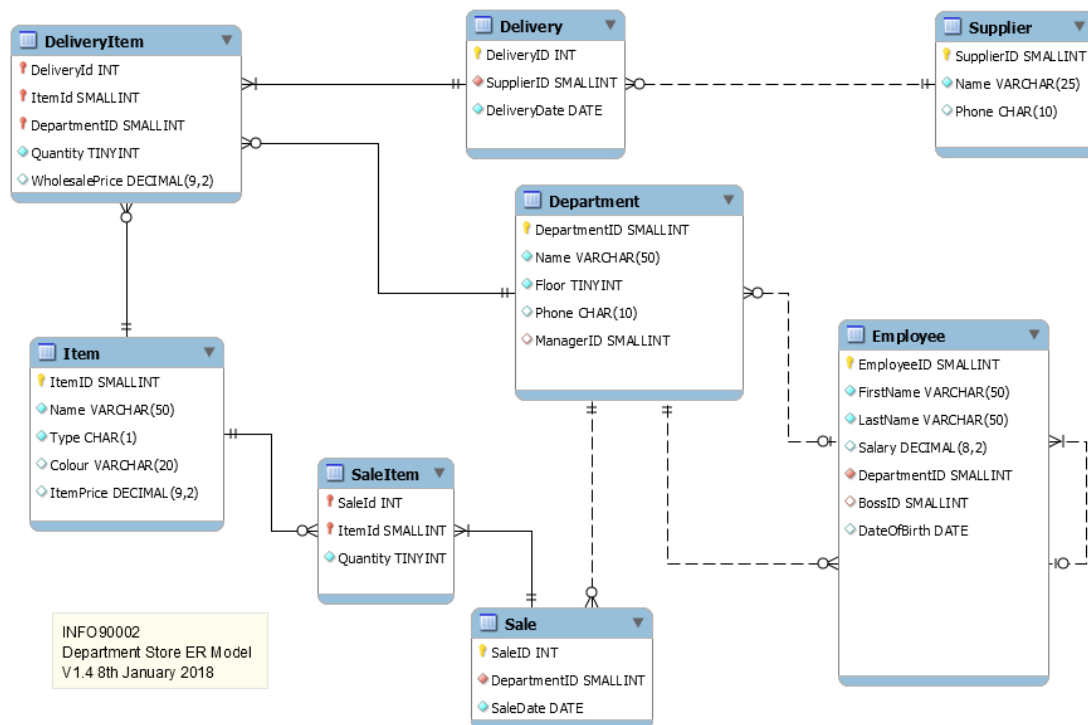 DeliveryItem
DeliveryId INT
ItemId SMALLINT
DepartmentID SMALLINT
Quantity TINYINT
WholesalePrice DECIMAL(9,2)
Delivery
DeliveryID INT
SupplierID SMALLINT
DeliveryDate DATE
Supplier
SupplierID SMALLINT
Name VARCHAR(25)
Phone CHAR(10)
Department
DepartmentID SMALLINT
Name VARCHAR(50)
Floor TINYINT
Phone CHAR(10)
ManagerID SMALLINT
Item
ItemID SMALLINT
Name VARCHAR(50)
Type CHAR(1)
Colour VARCHAR(20)
ItemPrice DECIMAL(9,2)
Employee
EmployeeID SMALLINT
FirstName VARCHAR(50)
LastName VARCHAR(50)
Salary DECIMAL(8,2)
DepartmentID SMALLINT
BossID SMALLINT
DateOfBirth DATE
SaleItem
SaleId INT
ItemId SMALLINT
Quantity TINYINT
Sale
SaleID INT
DepartmentID SMALLINT
SaleDate DATE
INFO90002
Department Store ER Model
V1.4 8th January 2018